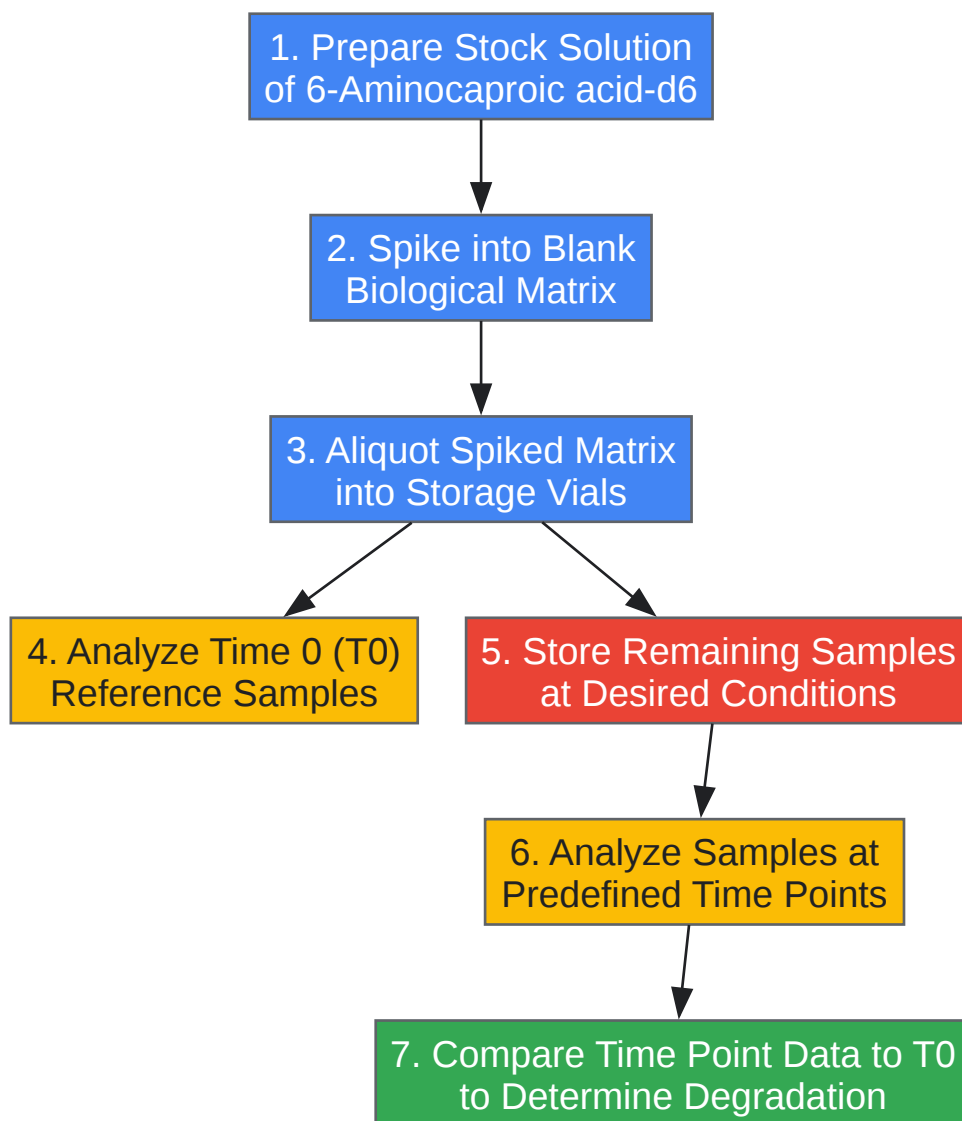 1. Prepare Stock Solution
of 6-Aminocaproic acid-d6
2. Spike into Blank
Biological Matrix
3. Aliquot Spiked Matrix
into Storage Vials
4. Analyze Time 0 (T0)
Reference Samples
5. Store Remaining Samples
at Desired Conditions
6. Analyze Samples at
Predefined Time Points
7. Compare Time Point Data to T0
to Determine Degradation